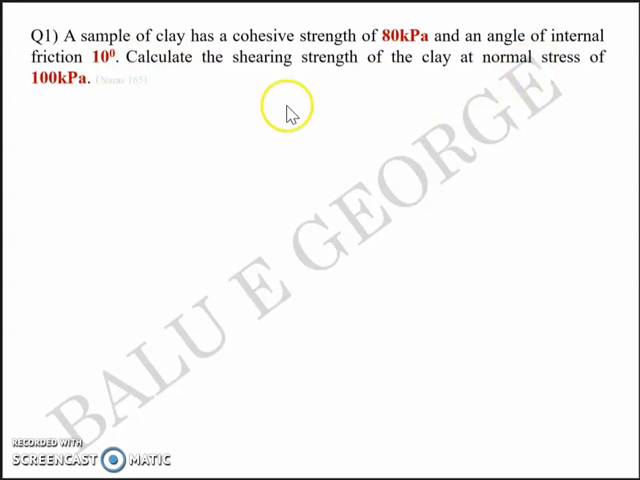 Q1) A sample of clay has a cohesive strength of 80kPa and an angle of internal
friction 10⁰. Calculate the shearing strength of the clay at normal stress of
100kPa.
BALU E GEORGE
RECORDED WITH
SCREENCAST MATIC